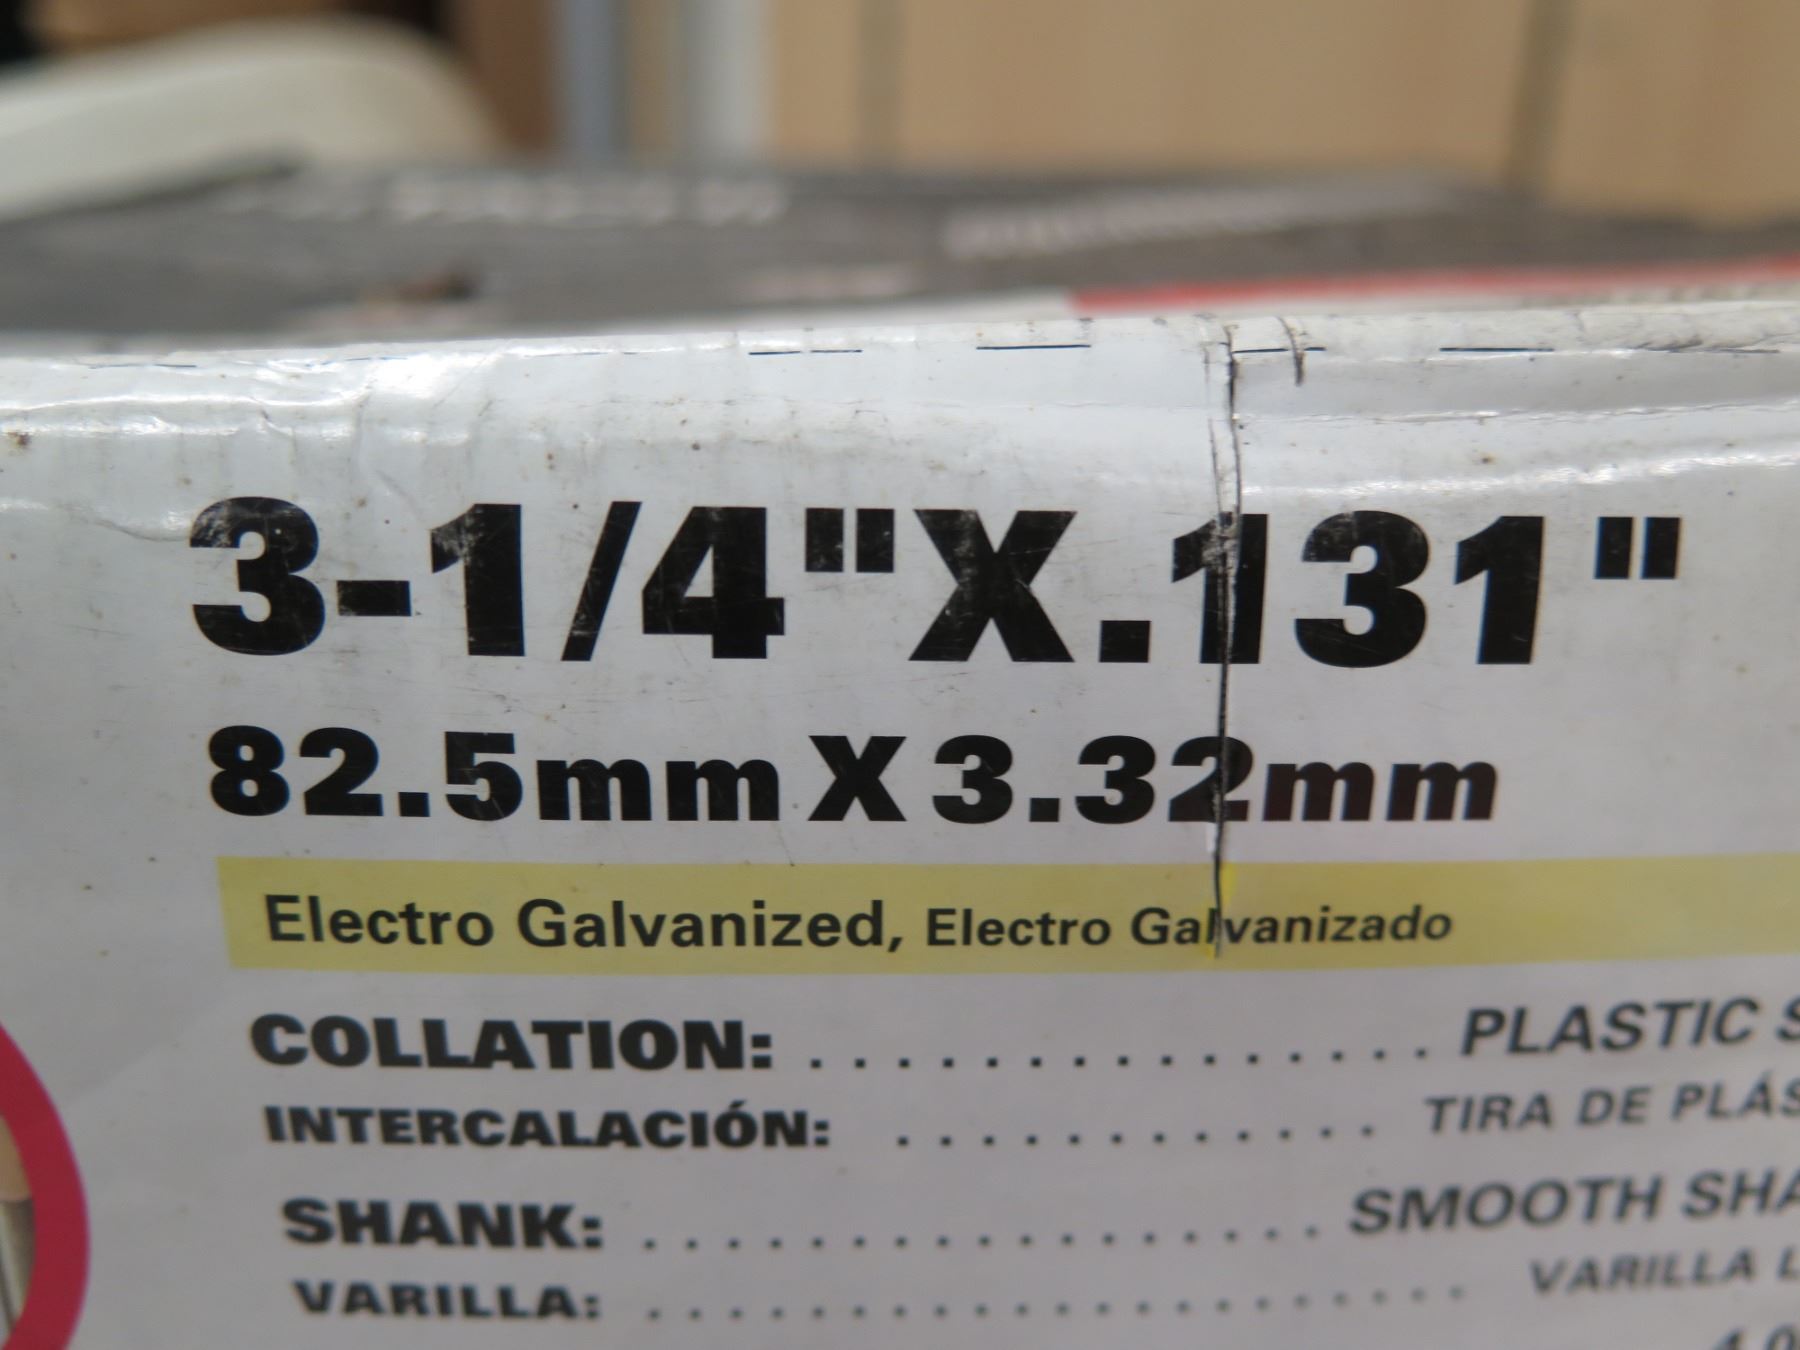 3-1/4"X.131"
82.5mm X 3.32mm
Electro Galvanized, Electro Galvanizado
COLLATION: . . . . . . . . . . . . . . . PLASTIC
INTERCALACIÓN: . . . . . . . . . . . . TIRA DE
SHANK: . . . . . . . . . . . . . . . . . SMOOTH
VARILLA: . . . . . . . . . . . . . . . . . . . . VARILLA